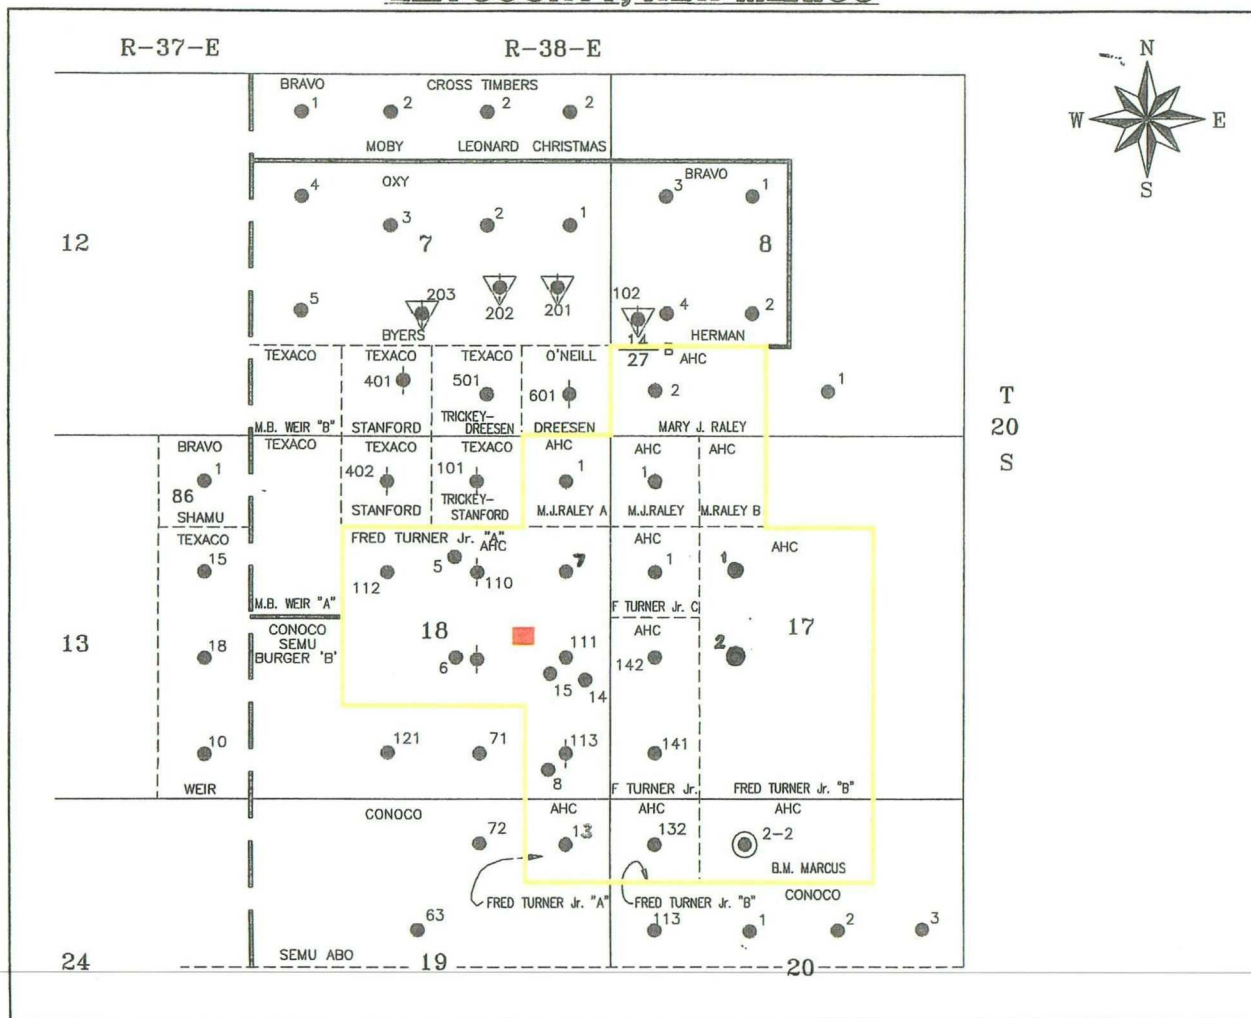 R-37-E R-38-E
N
W E
S
BRAVO CROSS TIMBERS
1 2 2 2
MOBY LEONARD CHRISTMAS
OXY BRAVO
4 3 1
3 2 1
12 7 8
5 203 202 201 102 4 2
BYERS HERMAN
14
27
TEXACO TEXACO TEXACO O'NEILL AHC
401 501 601 2 1
M.B. WEIR "B" STANFORD TRICKEY-DREESEN DREESEN MARY J. RALEY
T
20
S
BRAVO TEXACO TEXACO TEXACO AHC AHC AHC
1 402 101 1 1
86
SHAMU STANFORD TRICKEY-STANFORD M.J.RALEY A M.J.RALEY M.RALEY B
TEXACO FRED TURNER Jr. "A" AHC AHC AHC
15 112 5 110 7 1 1
M.B. WEIR "A" F TURNER Jr. C
CONOCO
SEMU
BURGER 'B'
13 18 17
AHC
18 6 111 142 2
15 14
10 121 71 113 141
8
WEIR F TURNER Jr. FRED TURNER Jr. "B"
CONOCO AHC AHC AHC
72 13 132 2-2
B.M. MARCUS
FRED TURNER Jr. "A" FRED TURNER Jr. "B" CONOCO
63 113 1 2 3
SEMU ABO
24 19 20